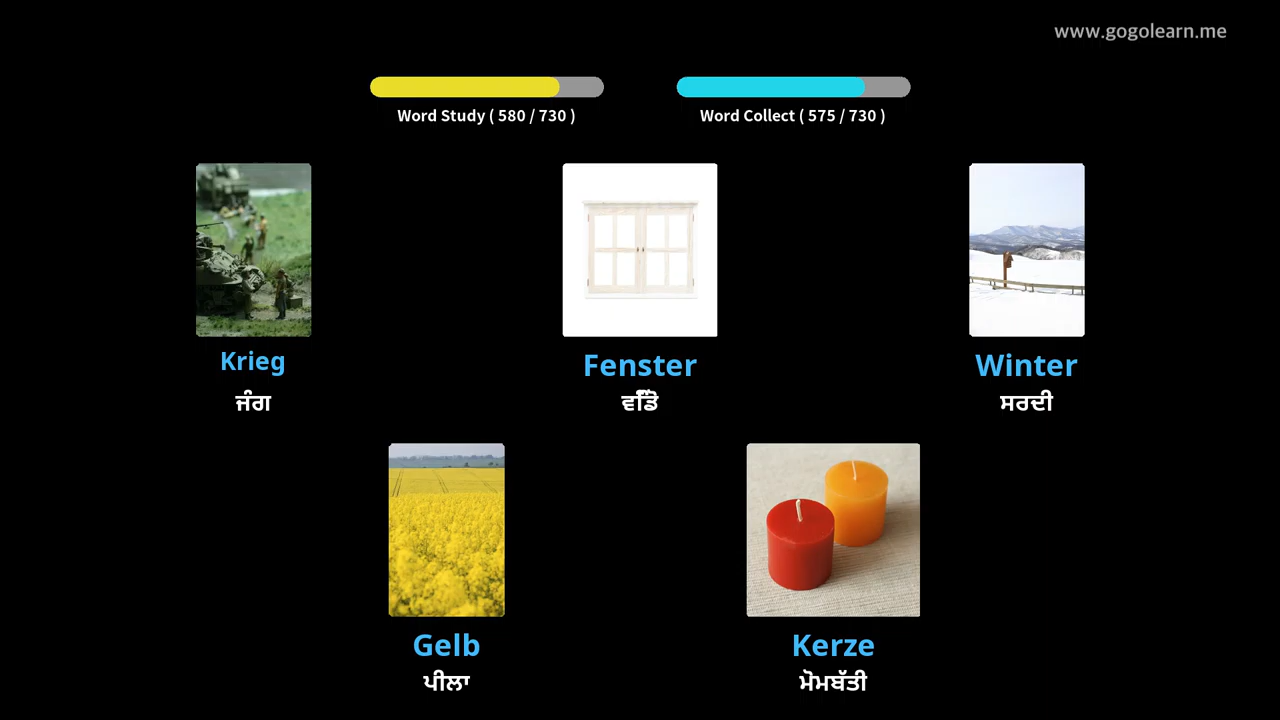 www.gogolearn.me
Word Study ( 580 / 730 )
Word Collect ( 575 / 730 )
Krieg
ਜੰਗ
Fenster
Winter
ਸਰਦੀ
Gelb
ਪੀਲਾ
Kerze
ਮੋਮਬੱਤੀ